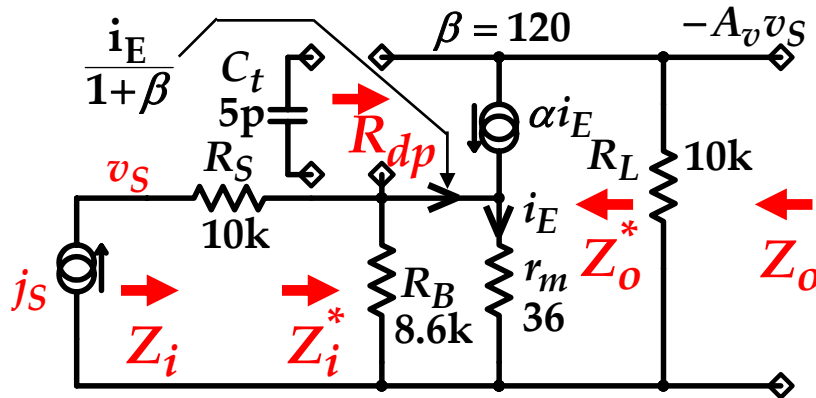 i_E
1+β
C_t
5p
β = 120
−A_v v_S
R_dp
αi_E
R_L
10k
v_S
R_S
10k
i_E
Z_o^*
Z_o
j_S
Z_i
Z_i^*
R_B
8.6k
r_m
36